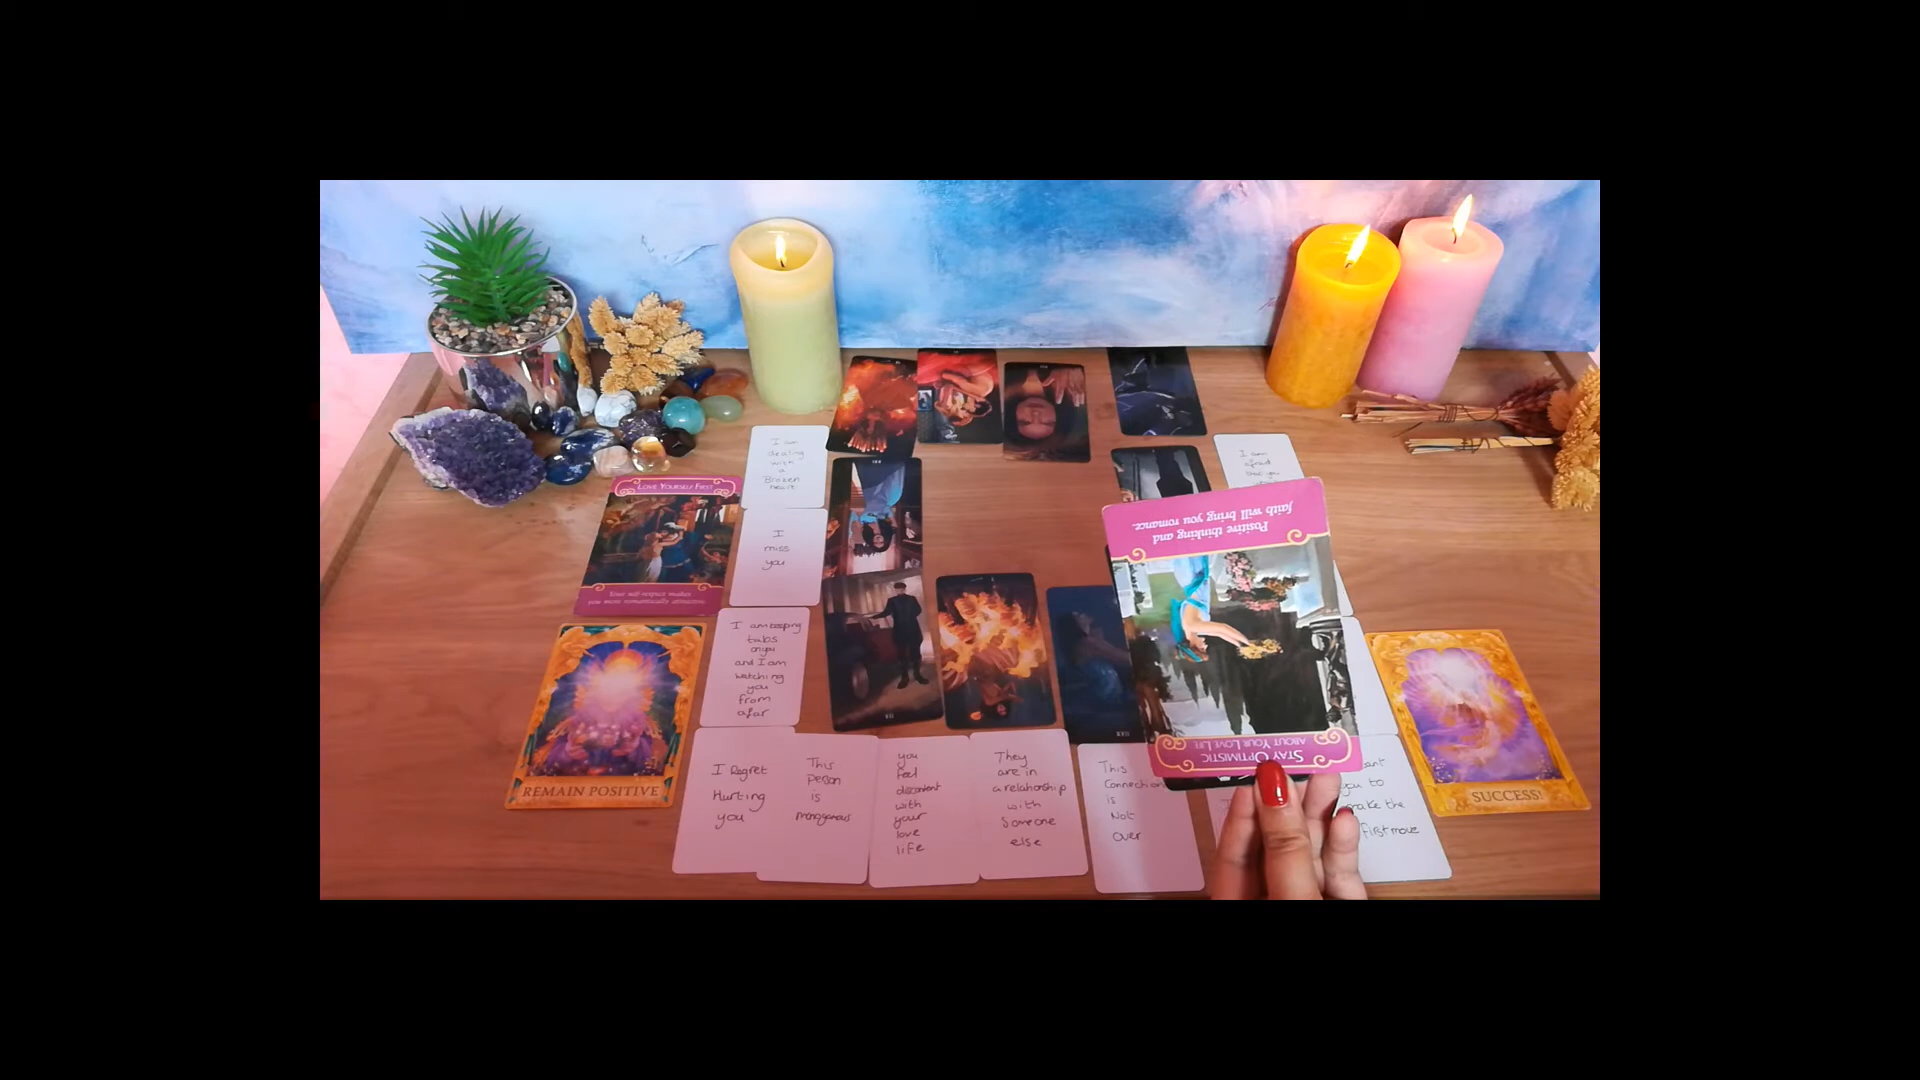 I am
dealing
with
a
Broken
heart
I am
afraid
that you
LOVE YOURSELF FIRST
Your self-respect makes
you more romantically attractive.
I
miss
you
Positive thinking and
faith will bring you romance.
STAY OPTIMISTIC
ABOUT YOUR LOVE LIFE
I am keeping
tabs
on you
and I am
watching
you
from
afar
REMAIN POSITIVE
SUCCESS!
I Regret
Hurting
you
This
person
is
monogamous
you
feel
discontent
with
your
love
life
They
are in
a relationship
with
Someone
else
This
Connection
is
Not
Over
you to
make the
first move